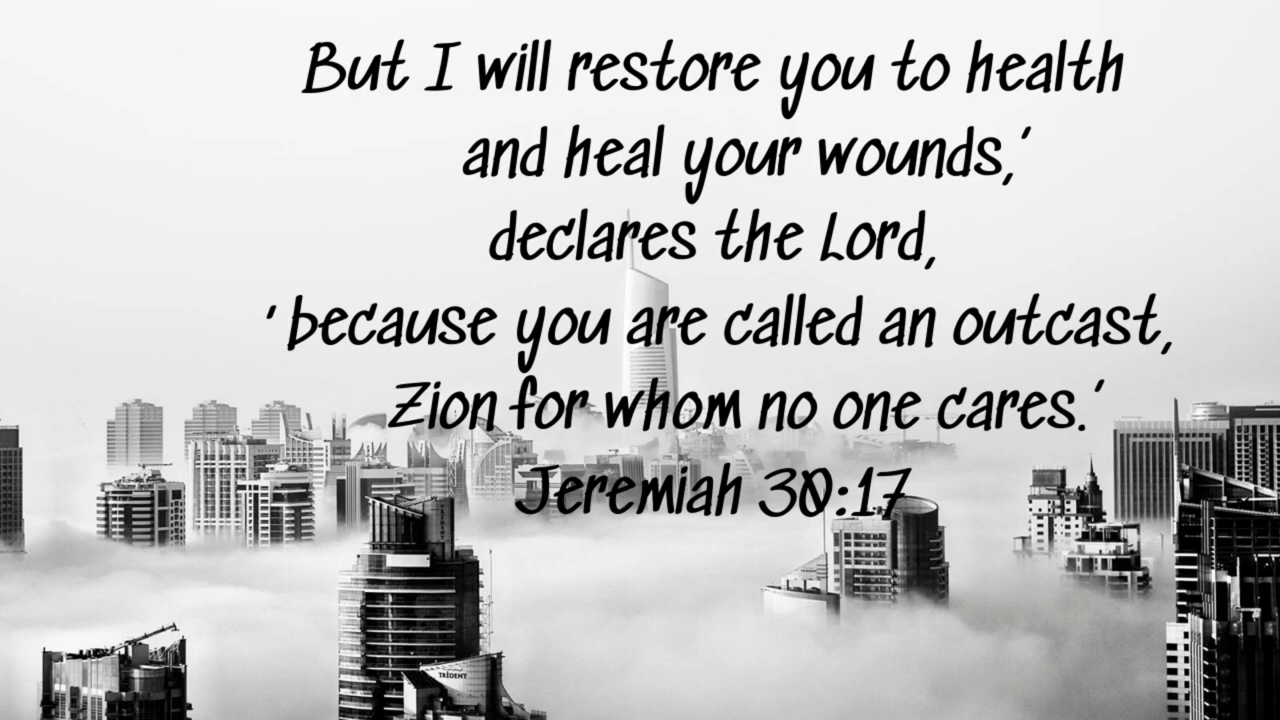 But I will restore you to health
and heal your wounds,'
declares the Lord,
'because you are called an outcast,
Zion for whom no one cares.'
Jeremiah 30:17
TRIDENT